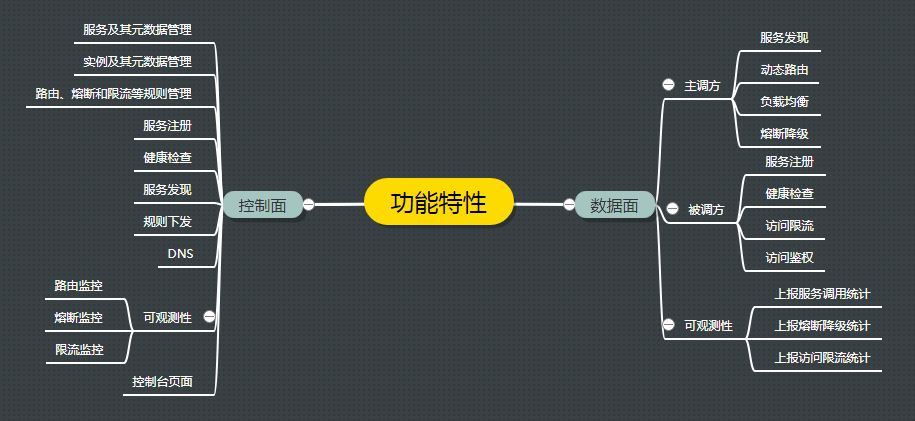 功能特性
控制面
服务及其元数据管理
实例及其元数据管理
路由、熔断和限流等规则管理
服务注册
健康检查
服务发现
规则下发
DNS
可观测性
路由监控
熔断监控
限流监控
控制台页面
数据面
主调方
服务发现
动态路由
负载均衡
熔断降级
被调方
服务注册
健康检查
访问限流
访问鉴权
可观测性
上报服务调用统计
上报熔断降级统计
上报访问限流统计